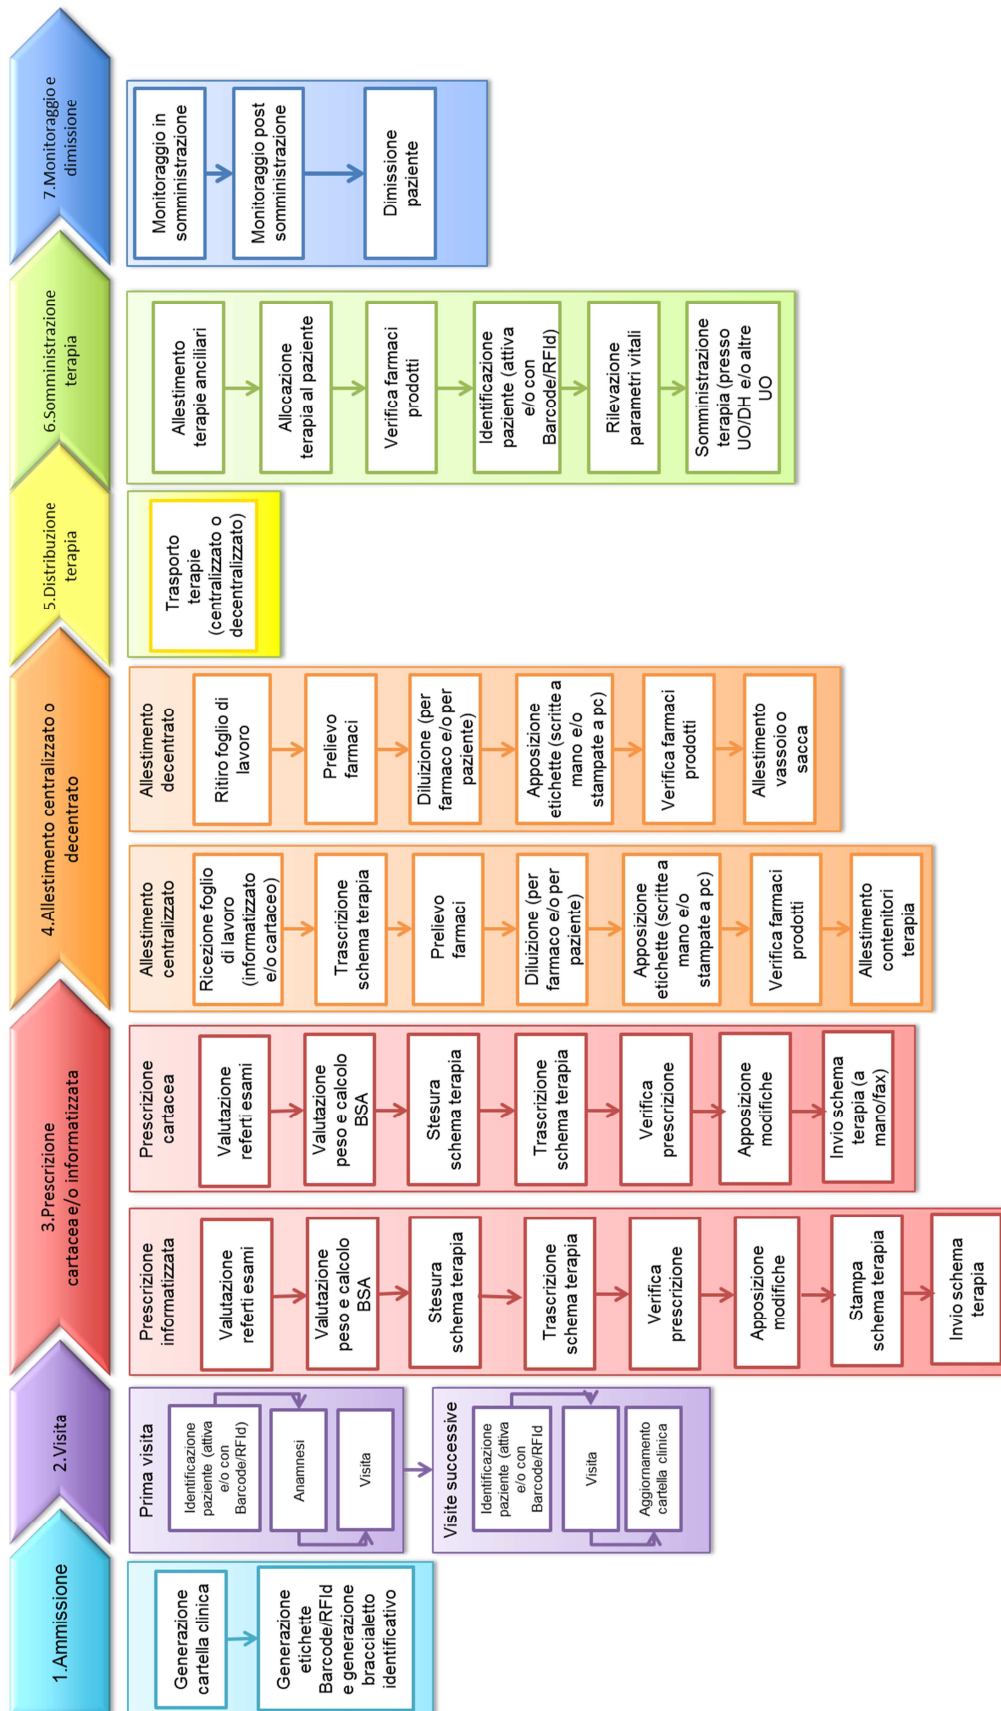 1.Ammissione
2.Visita
3.Prescrizione
cartacea e/o informatizzata
4.Allestimento centralizzato o
decentrato
5.Distribuzione
terapia
6.Somministrazione
terapia
7.Monitoraggio e
dimissione
Generazione
cartella clinica
Generazione
etichette
Barcode/RFId
e generazione
braccialetto
identificativo
Prima visita
Identificazione
paziente (attiva
e/o con
Barcode/RFId)
Anamnesi
Visita
Visite successive
Identificazione
paziente (attiva
e/o con
Barcode/RFId
Visita
Aggiornamento
cartella clinica
Prescrizione
informatizzata
Valutazione
referti esami
Valutazione
peso e calcolo
BSA
Stesura
schema terapia
Trascrizione
schema terapia
Verifica
prescrizione
Apposizione
modifiche
Stampa
schema terapia
Invio schema
terapia
Prescrizione
cartacea
Valutazione
referti esami
Valutazione
peso e calcolo
BSA
Stesura
schema terapia
Trascrizione
schema terapia
Verifica
prescrizione
Apposizione
modifiche
Invio schema
terapia (a
mano/fax)
Allestimento
centralizzato
Ricezione foglio
di lavoro
(informatizzato
e/o cartaceo)
Trascrizione
schema terapia
Prelievo
farmaci
Diluizione (per
farmaco e/o per
paziente)
Apposizione
etichette (scritte a
mano e/o
stampate a pc)
Verifica farmaci
prodotti
Allestimento
contenitori
terapia
Allestimento
decentrato
Ritiro foglio di
lavoro
Prelievo
farmaci
Diluizione (per
farmaco e/o per
paziente)
Apposizione
etichette (scritte a
mano e/o
stampate a pc)
Verifica farmaci
prodotti
Allestimento
vassoio o
sacca
Trasporto
terapie
(centralizzato o
decentralizzato)
Allestimento
terapie anciliari
Allocazione
terapia al paziente
Verifica farmaci
prodotti
Identificazione
paziente (attiva
e/o con
Barcode/RFId)
Rilevazione
parametri vitali
Somministrazione
terapia (presso
UO/DH e/o altre
UO
Monitoraggio in
somministrazione
Monitoraggio post
somministrazione
Dimissione
paziente